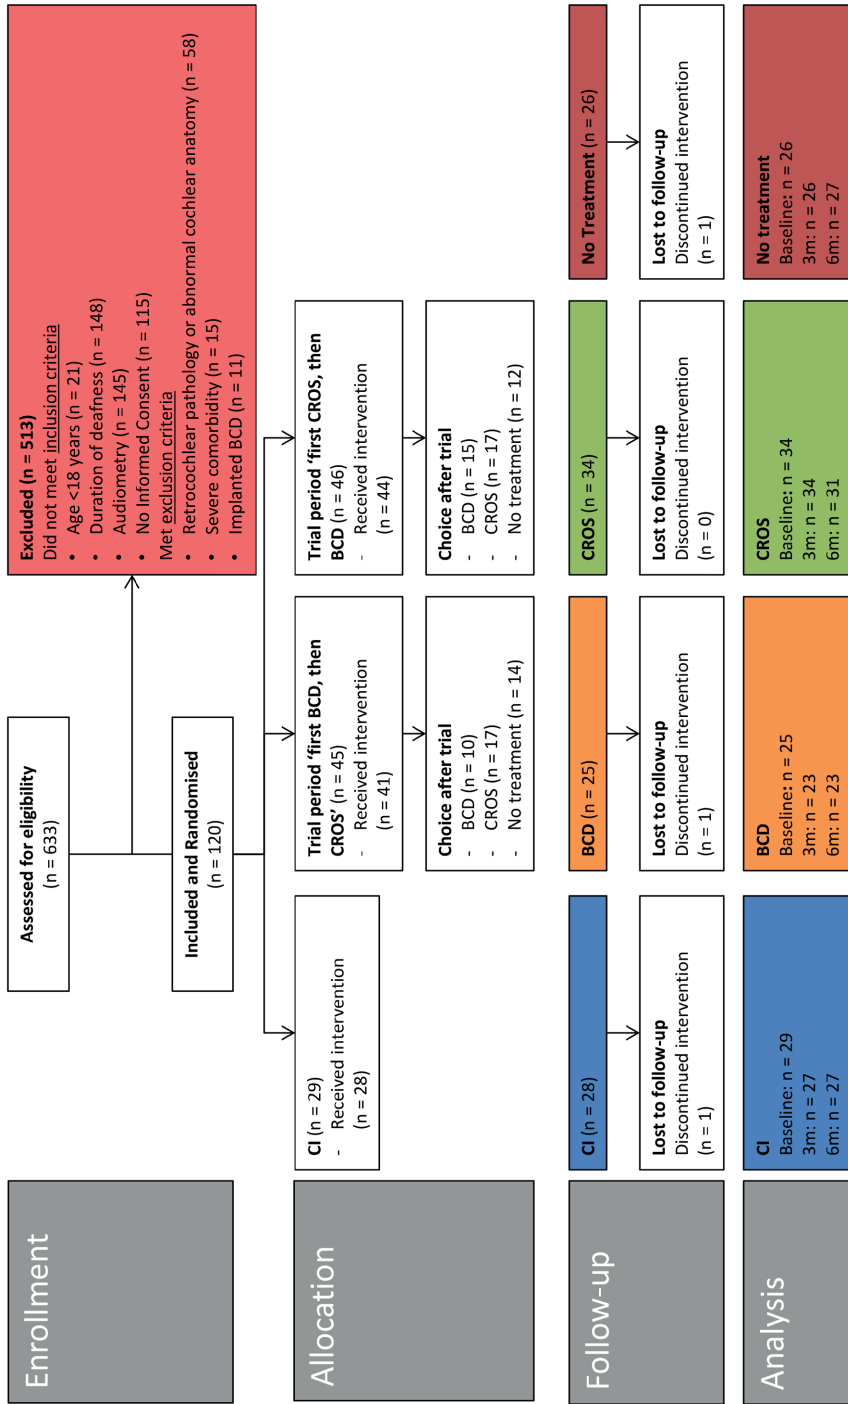 Enrollment
Assessed for eligibility
(n = 633)
Excluded (n = 513)
Did not meet inclusion criteria
• Age <18 years (n = 21)
• Duration of deafness (n = 148)
• Audiometry (n = 145)
• No Informed Consent (n = 115)
Met exclusion criteria
• Retrocochlear pathology or abnormal cochlear anatomy (n = 58)
• Severe comorbidity (n = 15)
• Implanted BCD (n = 11)
Included and Randomised
(n = 120)
Allocation
CI (n = 29)
- Received intervention
(n = 28)
Trial period 'first BCD, then
CROS' (n = 45)
- Received intervention
(n = 41)
Trial period 'first CROS, then
BCD (n = 46)
- Received intervention
(n = 44)
Choice after trial
- BCD (n = 10)
- CROS (n = 17)
- No treatment (n = 14)
Choice after trial
- BCD (n = 15)
- CROS (n = 17)
- No treatment (n = 12)
Follow-up
CI (n = 28)
BCD (n = 25)
CROS (n = 34)
No Treatment (n = 26)
Lost to follow-up
Discontinued intervention
(n = 1)
Lost to follow-up
Discontinued intervention
(n = 1)
Lost to follow-up
Discontinued intervention
(n = 0)
Lost to follow-up
Discontinued intervention
(n = 1)
Analysis
CI
Baseline: n = 29
3m: n = 27
6m: n = 27
BCD
Baseline: n = 25
3m: n = 23
6m: n = 23
CROS
Baseline: n = 34
3m: n = 34
6m: n = 31
No treatment
Baseline: n = 26
3m: n = 26
6m: n = 27